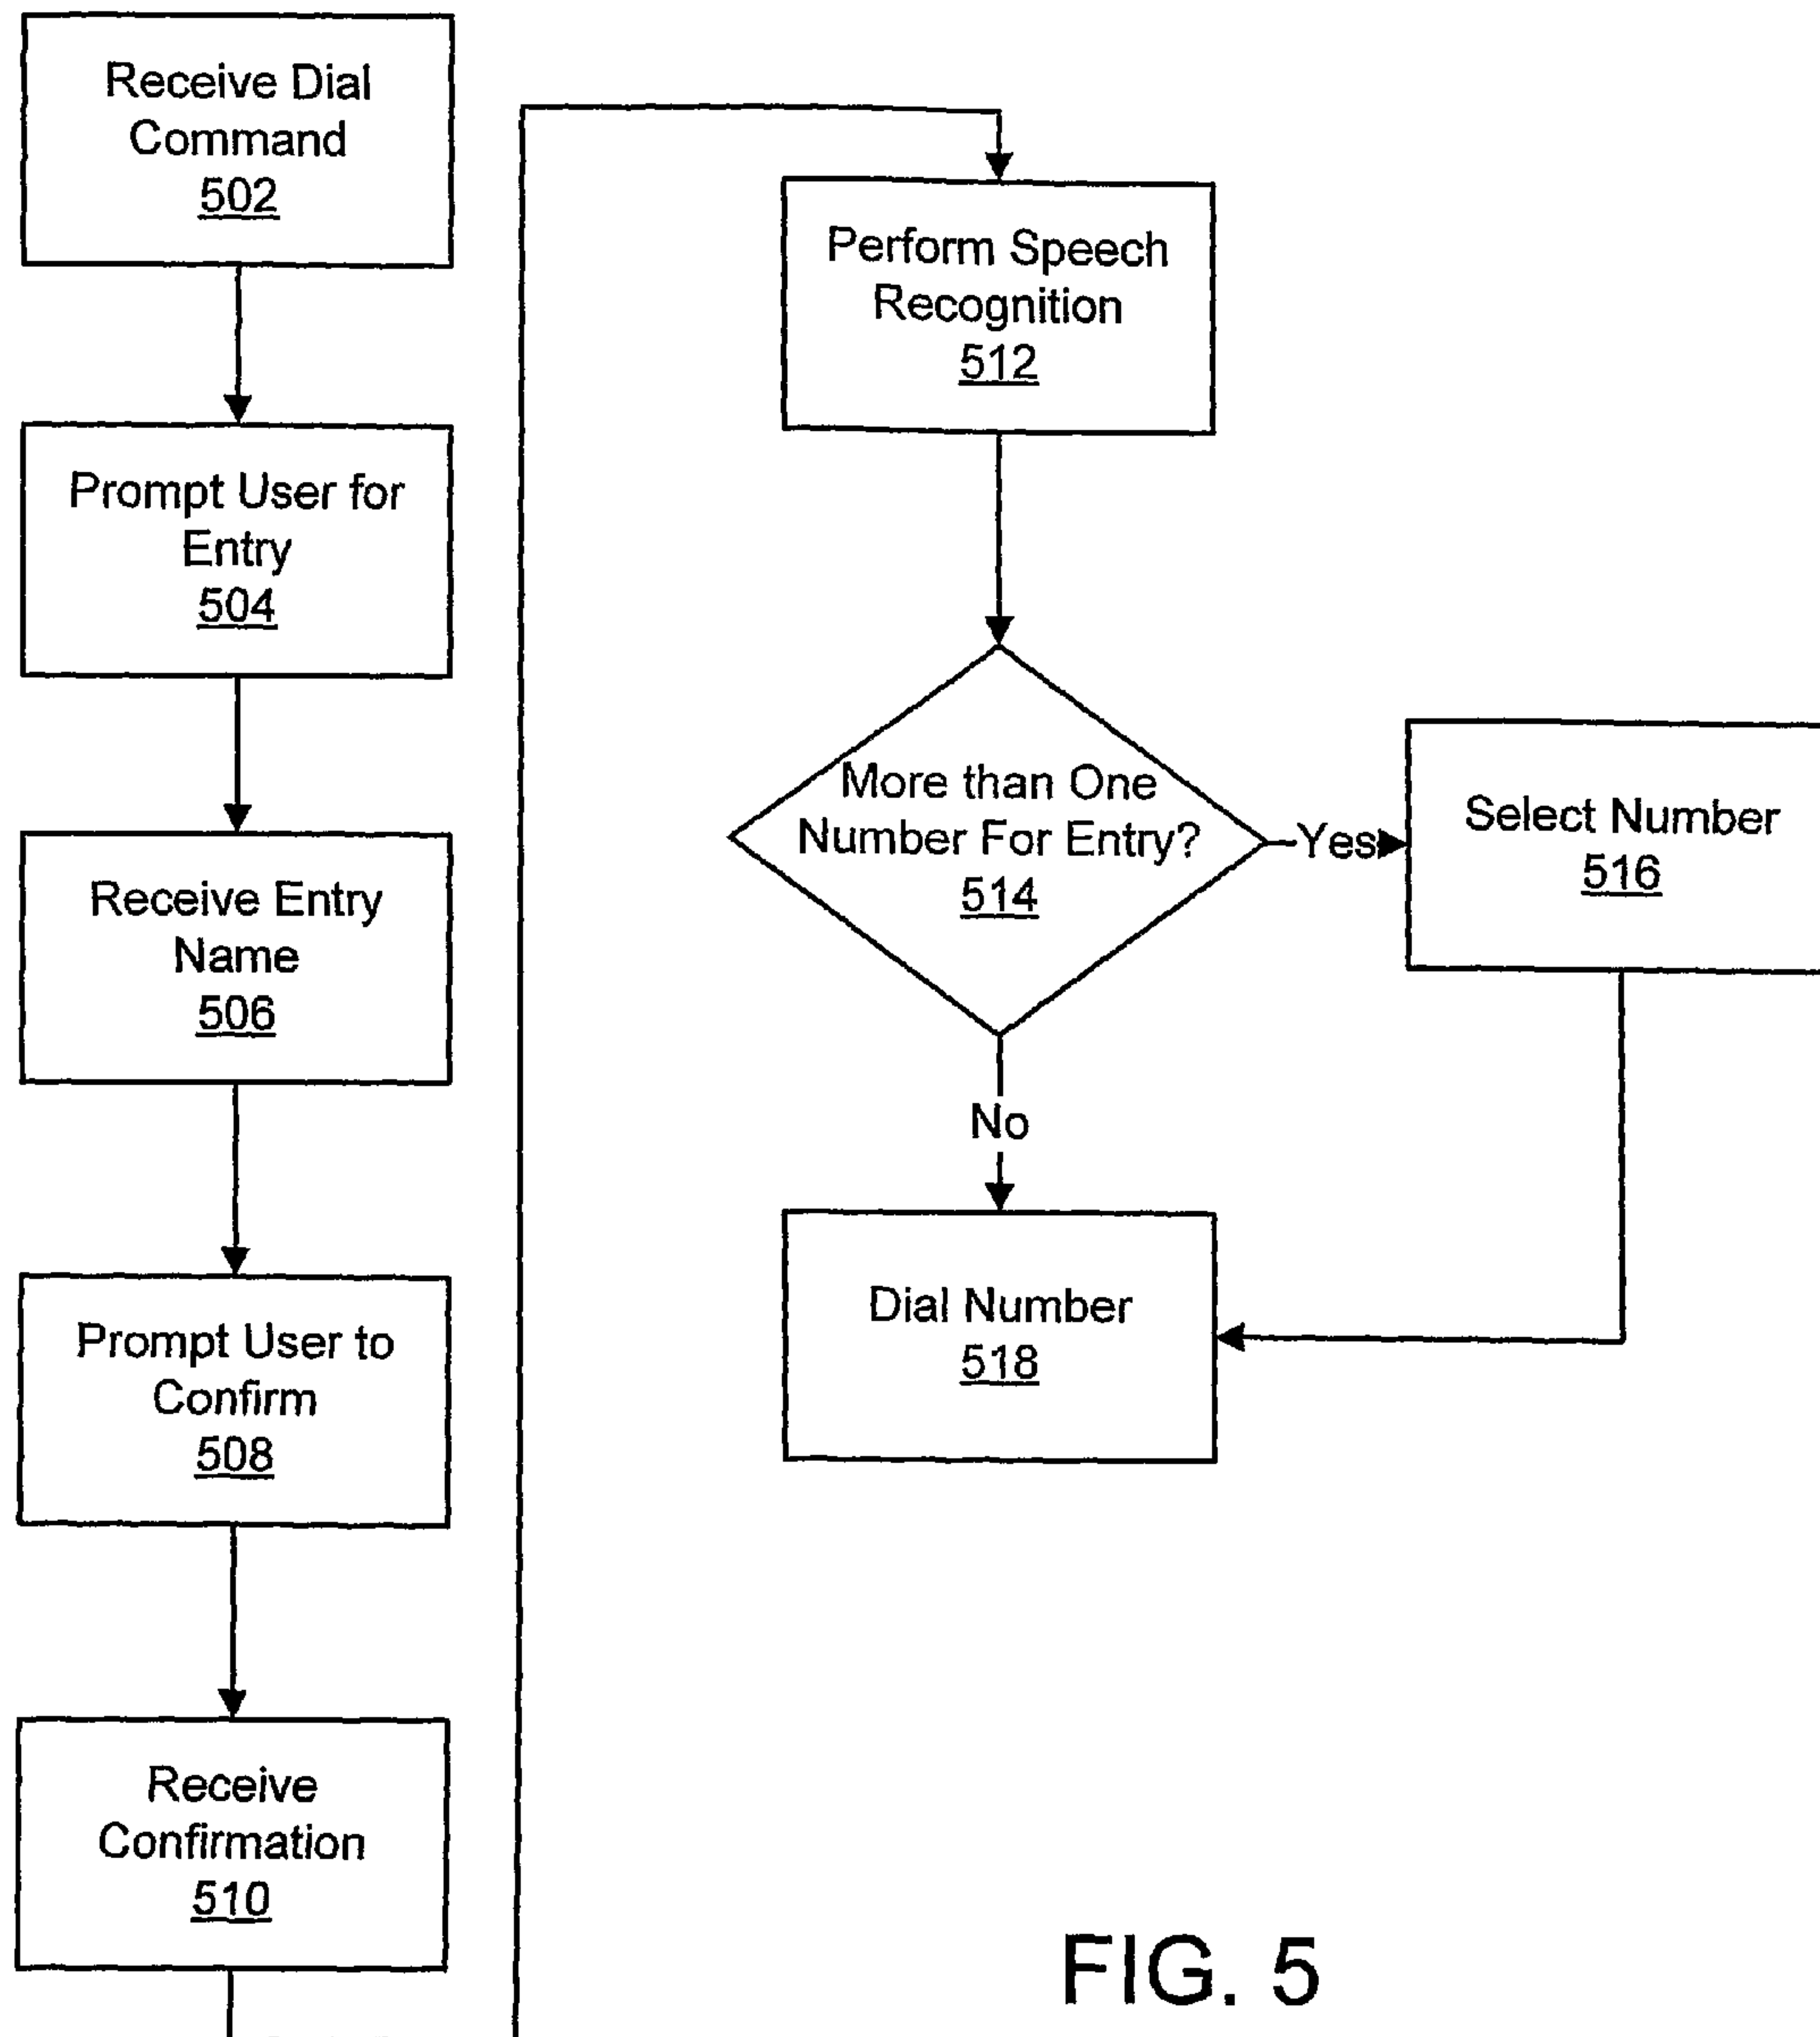 Receive Dial
Command
502
Prompt User for
Entry
504
Receive Entry
Name
506
Prompt User to
Confirm
508
Receive
Confirmation
510
Perform Speech
Recognition
512
More than One
Number For Entry?
514
Yes
Select Number
516
No
Dial Number
518
FIG. 5